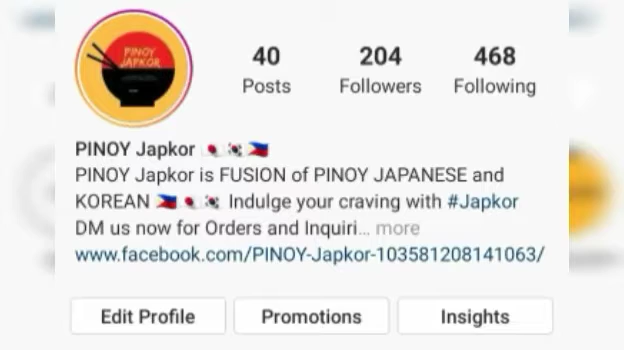 PINOY
JAPKOR
40 204 468
Posts Followers Following
PINOY Japkor 🇯🇵🇰🇷🇵🇭
PINOY Japkor is FUSION of PINOY JAPANESE and
KOREAN 🇵🇭🇯🇵🇰🇷 Indulge your craving with #Japkor
DM us now for Orders and Inquiri... more
www.facebook.com/PINOY-Japkor-103581208141063/
Edit Profile Promotions Insights